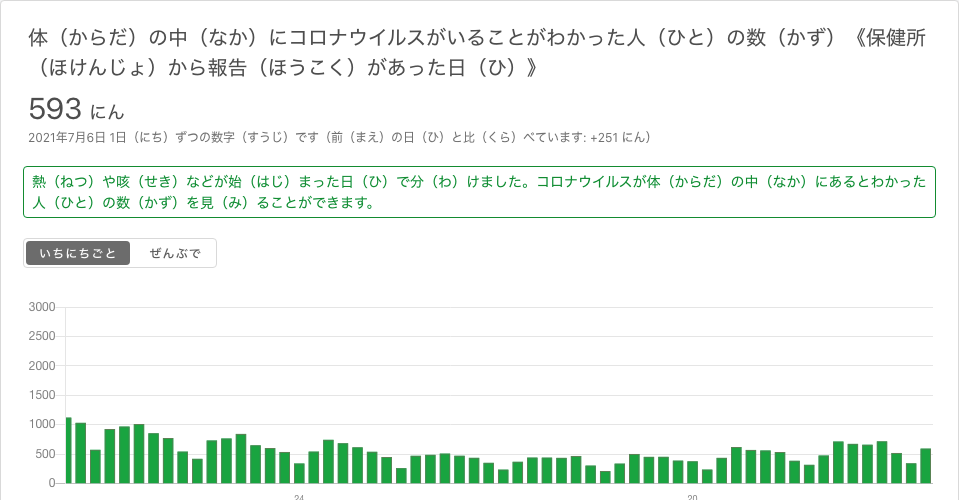 体（からだ）の中（なか）にコロナウイルスがいることがわかった人（ひと）の数（かず）《保健所
（ほけんじょ）から報告（ほうこく）があった日（ひ）》
593 にん
2021年7月6日 1日（にち）ずつの数字（すうじ）です（前（まえ）の日（ひ）と比（くら）べています: +251 にん）
熱（ねつ）や咳（せき）などが始（はじ）まった日（ひ）で分（わ）けました。コロナウイルスが体（からだ）の中（なか）にあるとわかった
人（ひと）の数（かず）を見（み）ることができます。
いちにちごと ぜんぶで
3000
2500
2000
1500
1000
500
0
24 20